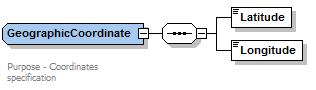 GeographicCoordinate
Latitude
Longitude
Purpose - Coordinates
specification